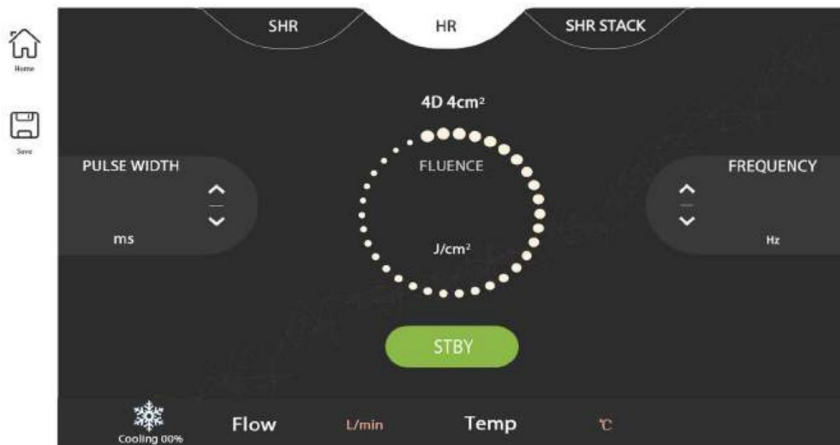 SHR HR SHR STACK
Home
4D 4cm²
Save
PULSE WIDTH FLUENCE FREQUENCY
ms J/cm² Hz
STBY
Cooling 00% Flow L/min Temp ℃